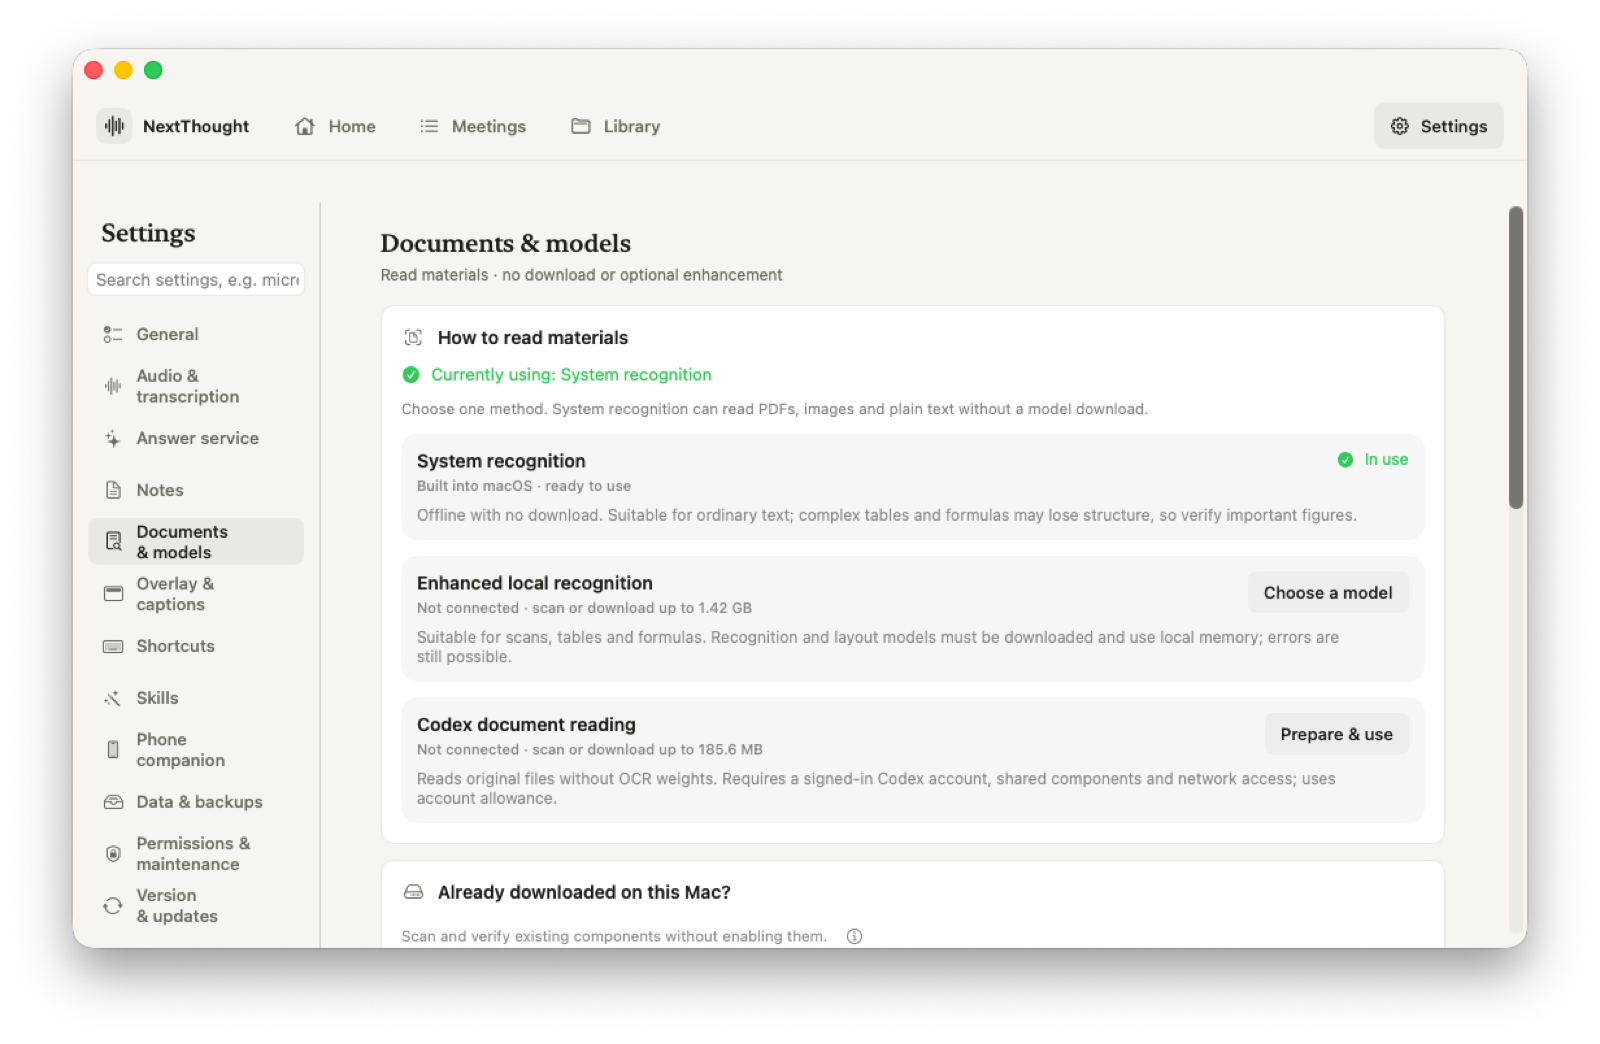 NextThought
Home
Meetings
Library
Settings
Settings
Search settings, e.g. micr
General
Audio &
transcription
Answer service
Notes
Documents
& models
Overlay &
captions
Shortcuts
Skills
Phone
companion
Data & backups
Permissions &
maintenance
Version
& updates
Documents & models
Read materials · no download or optional enhancement
How to read materials
Currently using: System recognition
Choose one method. System recognition can read PDFs, images and plain text without a model download.
System recognition
In use
Built into macOS · ready to use
Offline with no download. Suitable for ordinary text; complex tables and formulas may lose structure, so verify important figures.
Enhanced local recognition
Choose a model
Not connected · scan or download up to 1.42 GB
Suitable for scans, tables and formulas. Recognition and layout models must be downloaded and use local memory; errors are
still possible.
Codex document reading
Prepare & use
Not connected · scan or download up to 185.6 MB
Reads original files without OCR weights. Requires a signed-in Codex account, shared components and network access; uses
account allowance.
Already downloaded on this Mac?
Scan and verify existing components without enabling them.